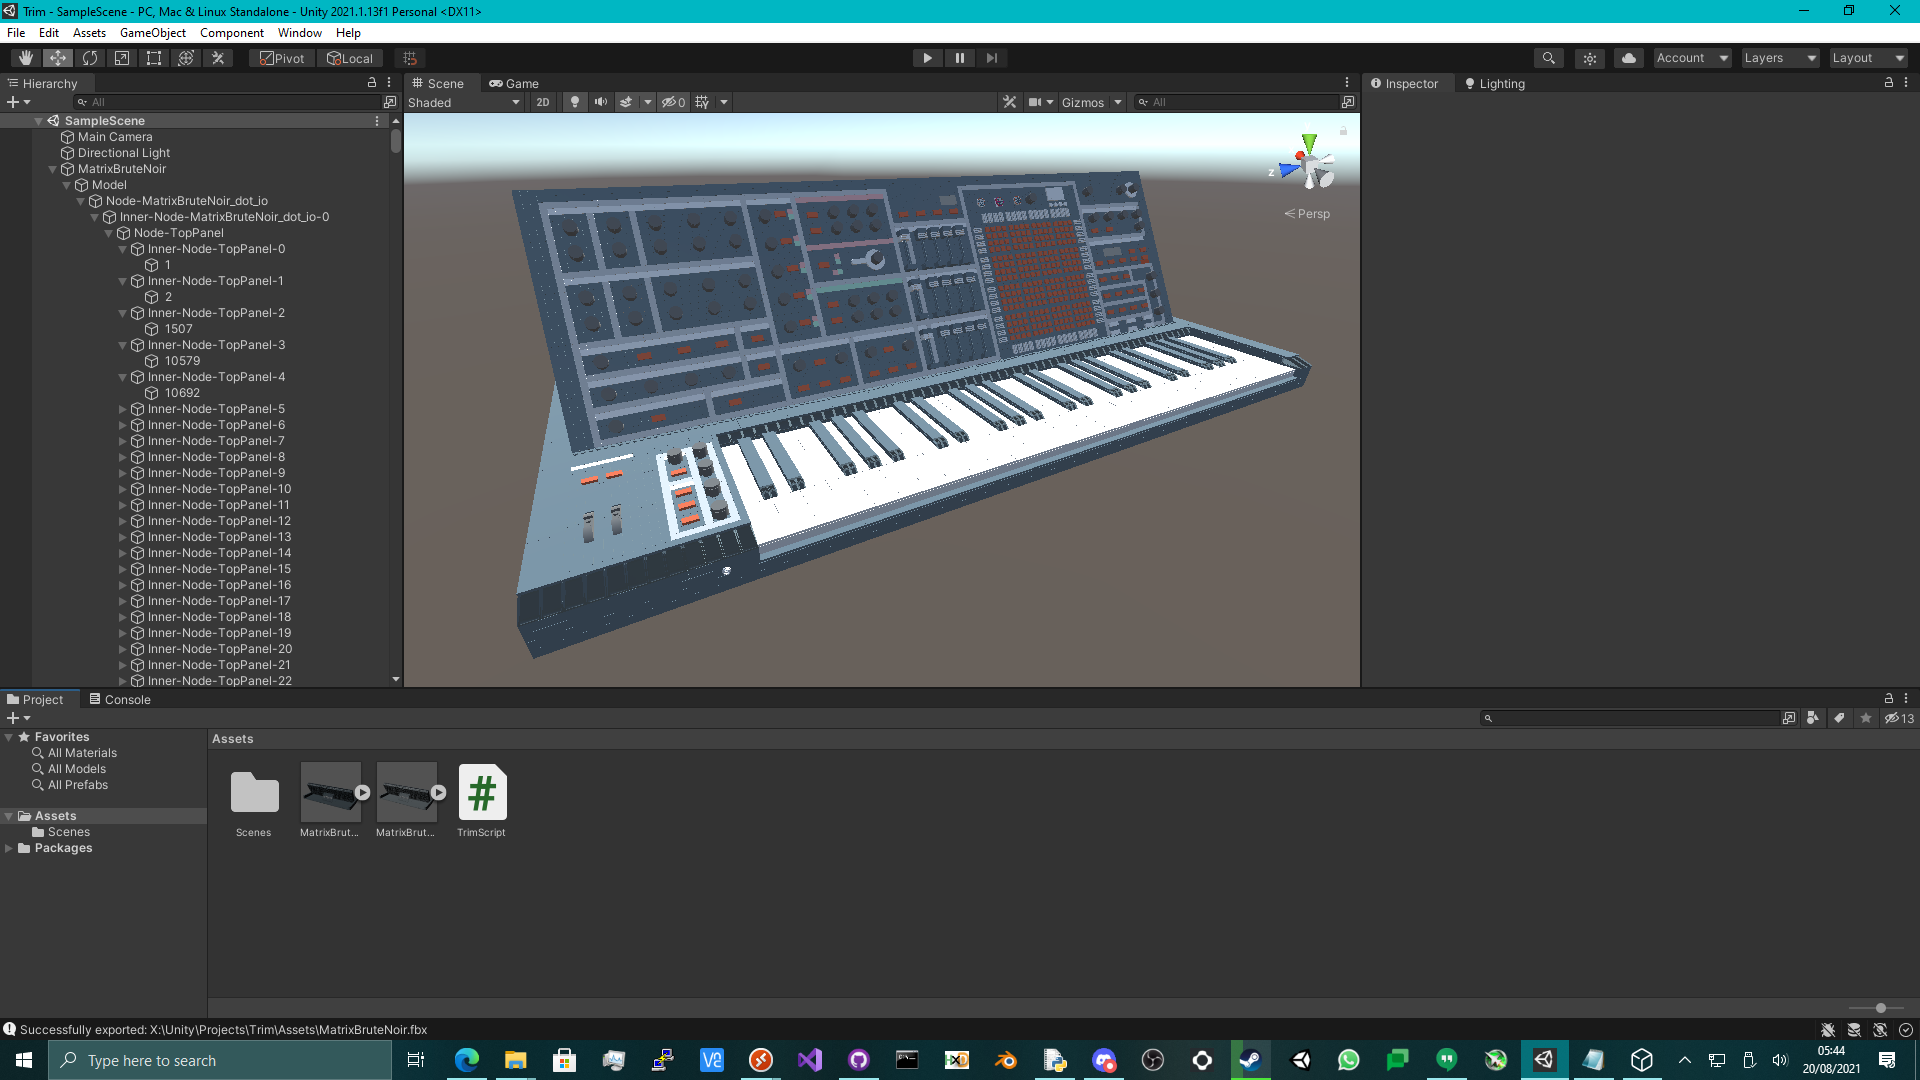 Trim - SampleScene - PC, Mac & Linux Standalone - Unity 2021.1.13f1 Personal <DX11>
File Edit Assets GameObject Component Window Help
Pivot Local Account Layers Layout
Hierarchy
All
SampleScene
Main Camera
Directional Light
MatrixBruteNoir
Model
Node-MatrixBruteNoir_dot_io
Inner-Node-MatrixBruteNoir_dot_io-0
Node-TopPanel
Inner-Node-TopPanel-0
1
Inner-Node-TopPanel-1
2
Inner-Node-TopPanel-2
1507
Inner-Node-TopPanel-3
10579
Inner-Node-TopPanel-4
10692
Inner-Node-TopPanel-5
Inner-Node-TopPanel-6
Inner-Node-TopPanel-7
Inner-Node-TopPanel-8
Inner-Node-TopPanel-9
Inner-Node-TopPanel-10
Inner-Node-TopPanel-11
Inner-Node-TopPanel-12
Inner-Node-TopPanel-13
Inner-Node-TopPanel-14
Inner-Node-TopPanel-15
Inner-Node-TopPanel-16
Inner-Node-TopPanel-17
Inner-Node-TopPanel-18
Inner-Node-TopPanel-19
Inner-Node-TopPanel-20
Inner-Node-TopPanel-21
Inner-Node-TopPanel-22
Scene Game
Shaded 2D 0 Gizmos All
z
Persp
Inspector Lighting
Project Console
13
Favorites
All Materials
All Models
All Prefabs
Assets
Scenes
Packages
Assets
#
Scenes MatrixBrut... MatrixBrut... TrimScript
Successfully exported: X:\Unity\Projects\Trim\Assets\MatrixBruteNoir.fbx
Type here to search
05:44
20/08/2021